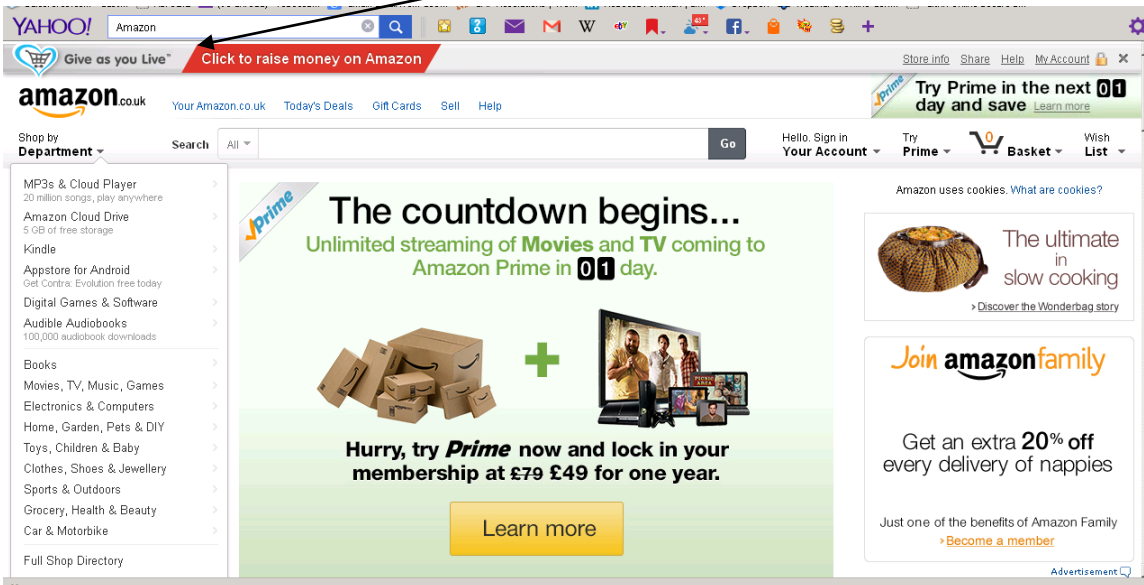 YAHOO! Amazon
Give as you Live™ Click to raise money on Amazon
Store info Share Help My Account
amazon.co.uk
Your Amazon.co.uk Today's Deals Gift Cards Sell Help
Prime
Try Prime in the next 01
day and save Learn more
Shop by
Department
Search All Go
Hello. Sign in
Your Account
Try
Prime
0
Basket
Wish
List
MP3s & Cloud Player
20 million songs, play anywhere
Amazon Cloud Drive
5 GB of free storage
Kindle
Appstore for Android
Get Contra: Evolution free today
Digital Games & Software
Audible Audiobooks
100,000 audiobook downloads
Books
Movies, TV, Music, Games
Electronics & Computers
Home, Garden, Pets & DIY
Toys, Children & Baby
Clothes, Shoes & Jewellery
Sports & Outdoors
Grocery, Health & Beauty
Car & Motorbike
Full Shop Directory
Prime
The countdown begins...
Unlimited streaming of Movies and TV coming to
Amazon Prime in 01 day.
+
PICNIC
AREA
Hurry, try Prime now and lock in your
membership at £79 £49 for one year.
Learn more
Amazon uses cookies. What are cookies?
The ultimate
in
slow cooking
› Discover the Wonderbag story
Join amazonfamily
Get an extra 20% off
every delivery of nappies
Just one of the benefits of Amazon Family
› Become a member
Advertisement